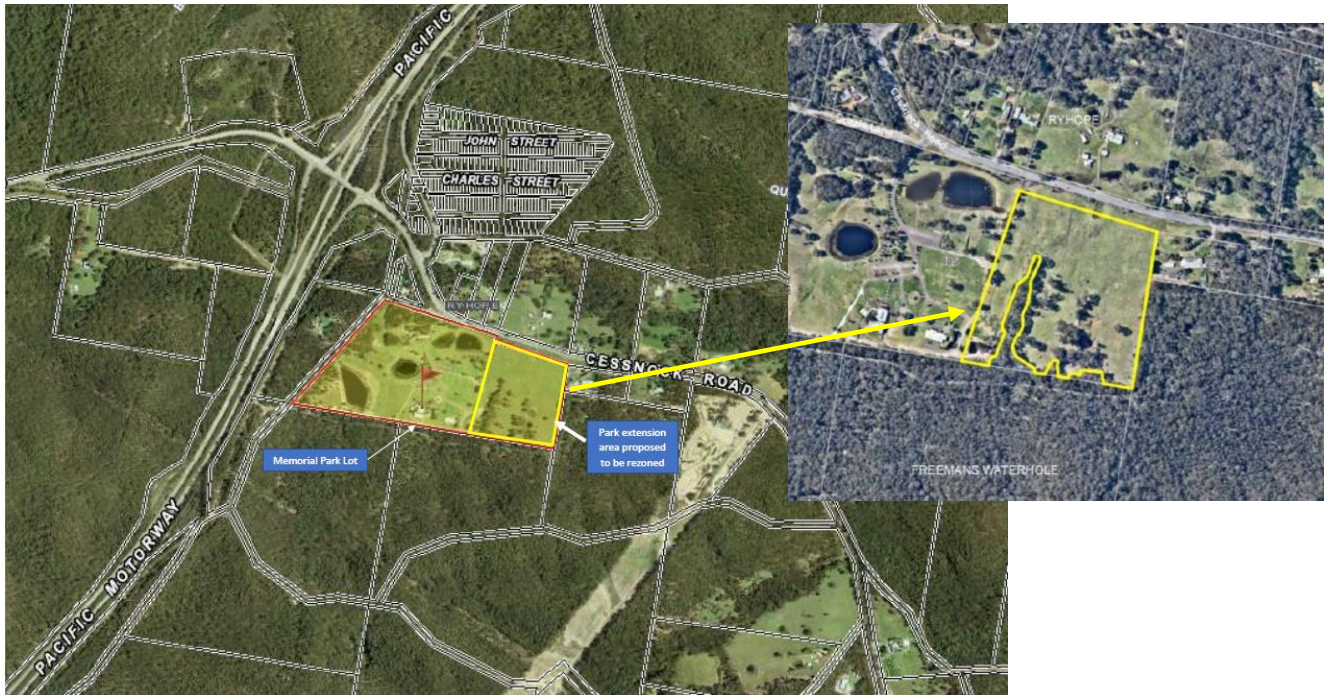 PACIFIC
JOHN STREET
CHARLES STREET
QU
RYHOPE
CESSNOCK ROAD
Memorial Park Lot
Park extension
area proposed
to be rezoned
PACIFIC MOTORWAY
RYHOPE
FREEMANS WATERHOLE